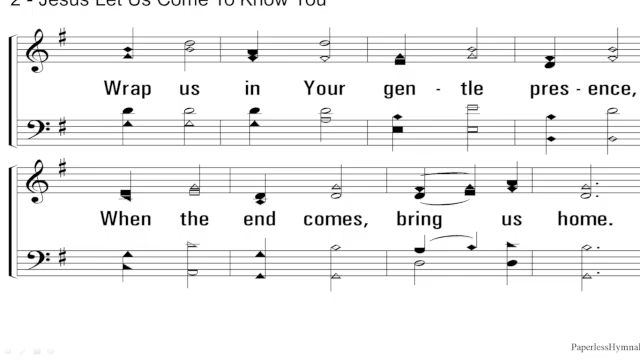 2 - Jesus Let Us Come To Know You
Wrap us in Your gen - tle pres - ence,
When the end comes, bring us home.